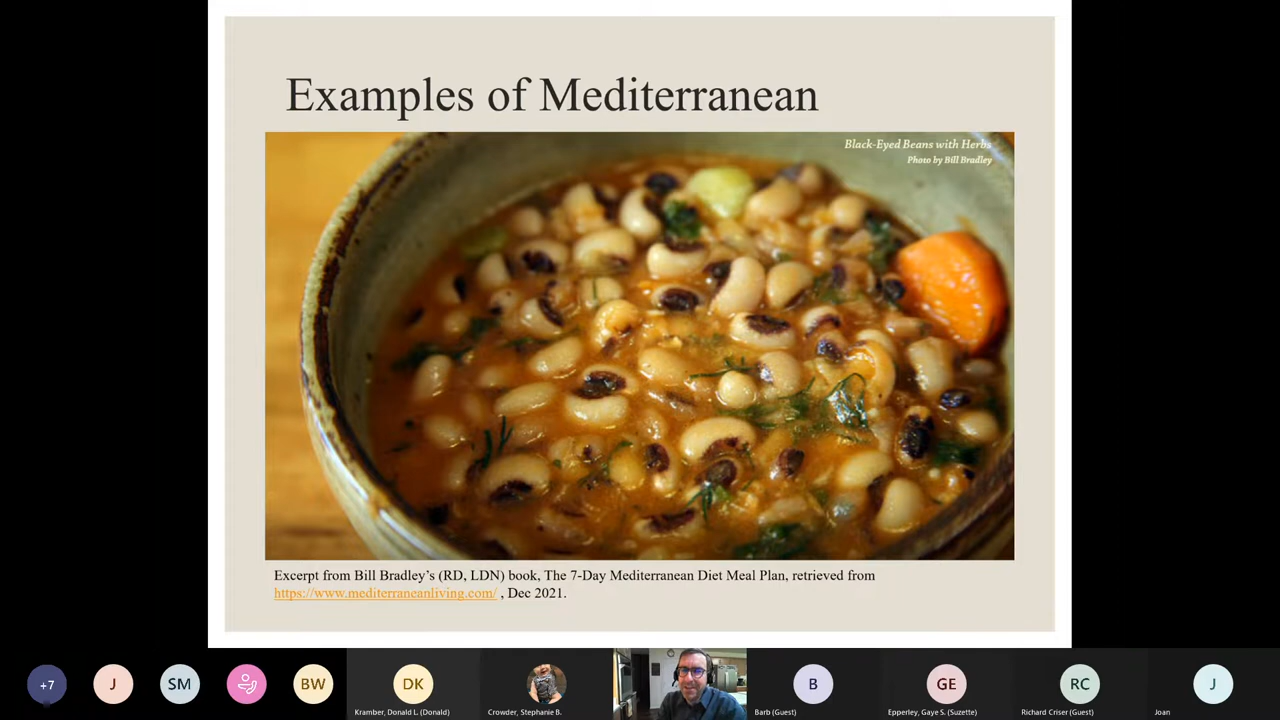 Examples of Mediterranean
Black-Eyed Beans with Herbs
Photo by Bill Bradley
Excerpt from Bill Bradley’s (RD, LDN) book, The 7-Day Mediterranean Diet Meal Plan, retrieved from
https://www.mediterraneanliving.com/ , Dec 2021.
+7
J
SM
BW
DK
Kramber, Donald L. (Donald)
Crowder, Stephanie B.
B
Barb (Guest)
GE
Epperley, Gaye S. (Suzette)
RC
Richard Criser (Guest)
J
Joan